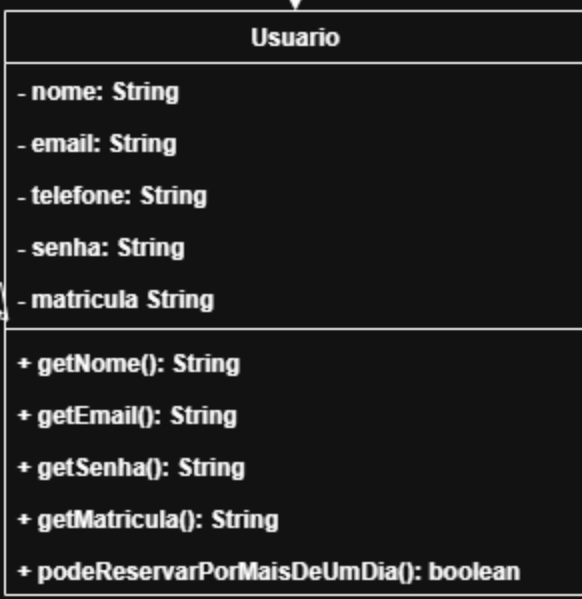 Usuario
- nome: String
- email: String
- telefone: String
- senha: String
- matricula String
+ getNome(): String
+ getEmail(): String
+ getSenha(): String
+ getMatricula(): String
+ podeReservarPorMaisDeUmDia(): boolean